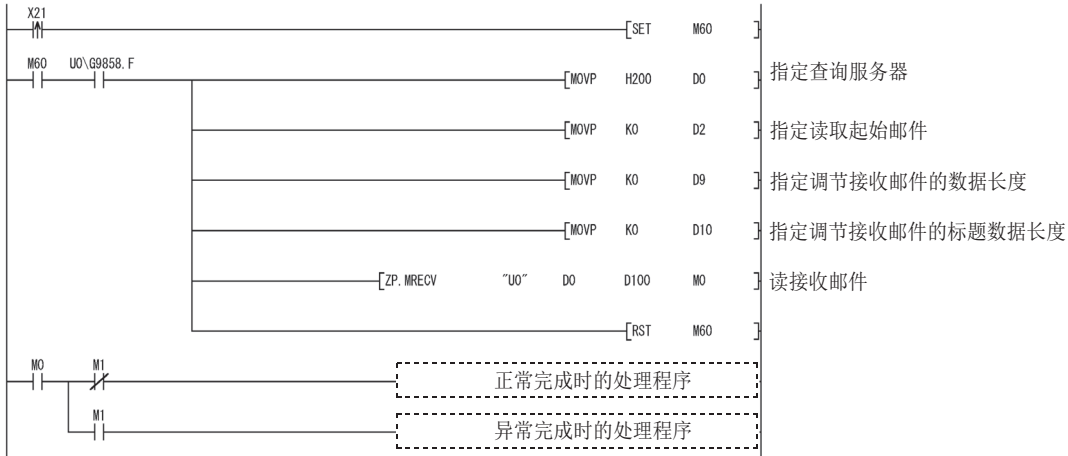 X21
SET M60
M60 U0\G9858.F
MOVP H200 D0 指定查询服务器
MOVP K0 D2 指定读取起始邮件
MOVP K0 D9 指定调节接收邮件的数据长度
MOVP K0 D10 指定调节接收邮件的标题数据长度
ZP.MRECV "U0" D0 D100 M0 读接收邮件
RST M60
M0 M1
正常完成时的处理程序
M1
异常完成时的处理程序